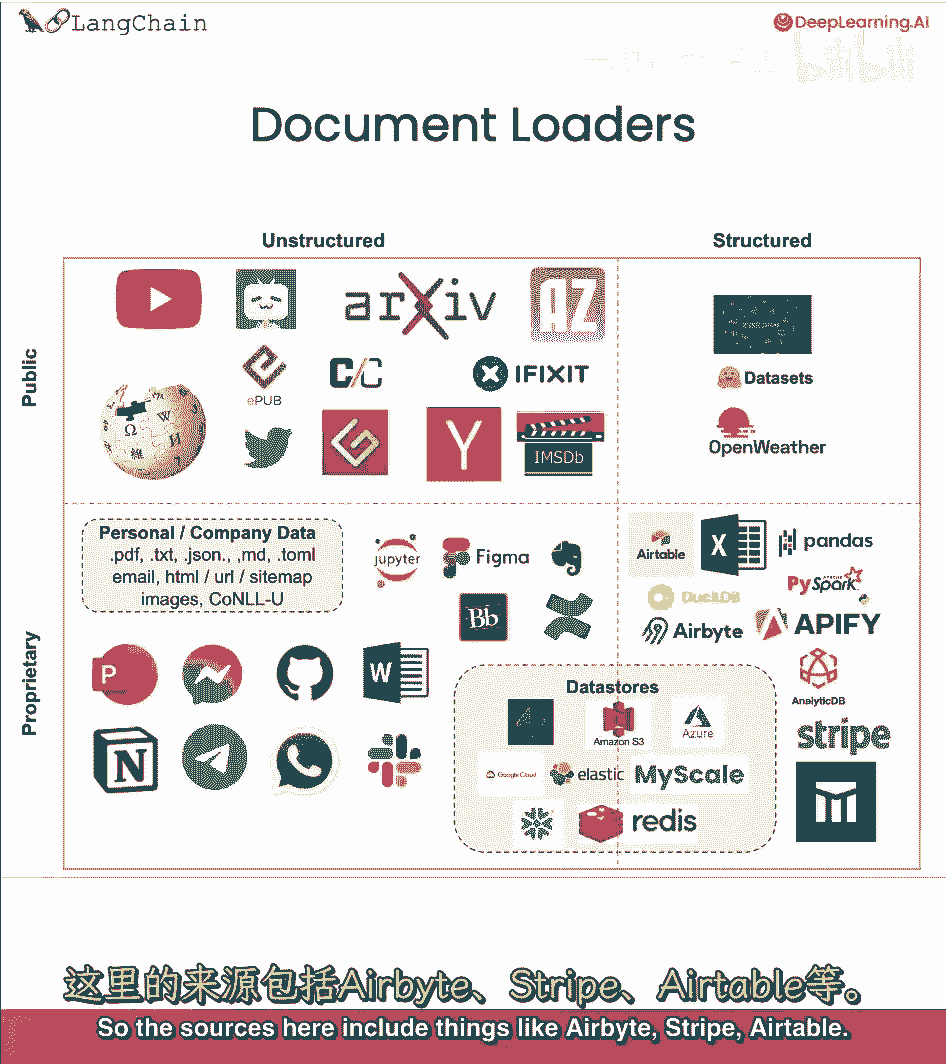 LangChain
DeepLearning.AI
Document Loaders
Unstructured
Structured
Public
arXiv
AZ
ePUB
C/C
IFIXIT
Datasets
Ω
W
И
Y
IMSDb
OpenWeather
Proprietary
Personal / Company Data
.pdf, .txt, .json., .md, .toml
email, html / url / sitemap
images, CoNLL-U
jupyter
Figma
Airtable
X
pandas
PySpark
DuckDB
Bb
Airbyte
APIFY
P
W
Datastores
AnalyticDB
Amazon S3
Azure
stripe
N
Google Cloud
elastic
MyScale
redis
这里的来源包括Airbyte、Stripe、Airtable等。
So the sources here include things like Airbyte, Stripe, Airtable.